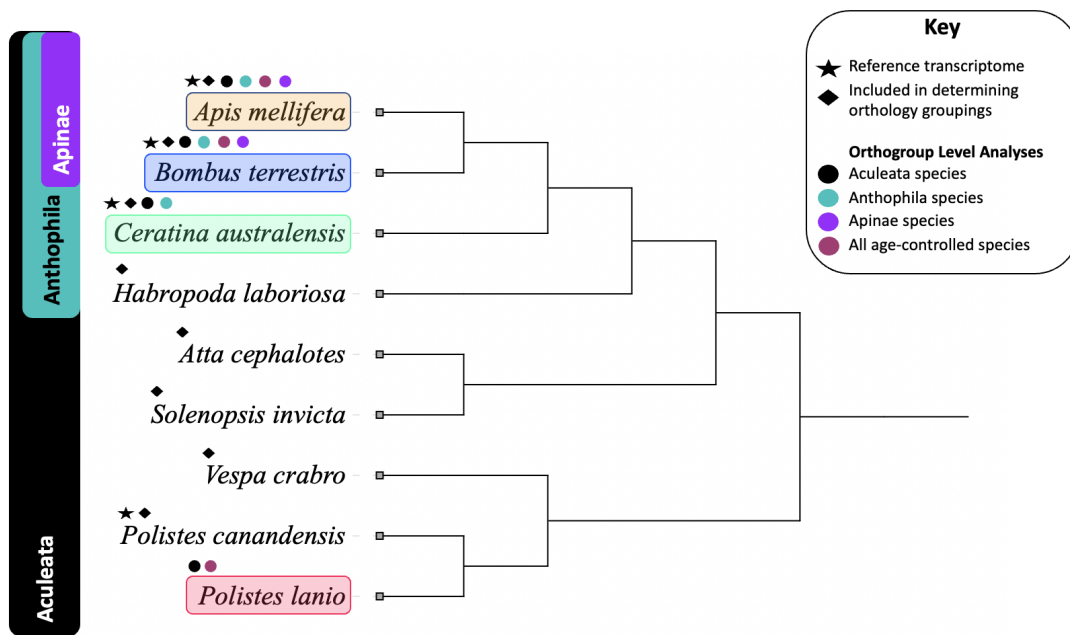 Key
Reference transcriptome
Included in determining
orthology groupings
Orthogroup Level Analyses
Aculeata species
Anthophila species
Apinae species
All age-controlled species
Apinae
Anthophila
Aculeata
Apis mellifera
Bombus terrestris
Ceratina australensis
Habropoda laboriosa
Atta cephalotes
Solenopsis invicta
Vespa crabro
Polistes canandensis
Polistes lanio